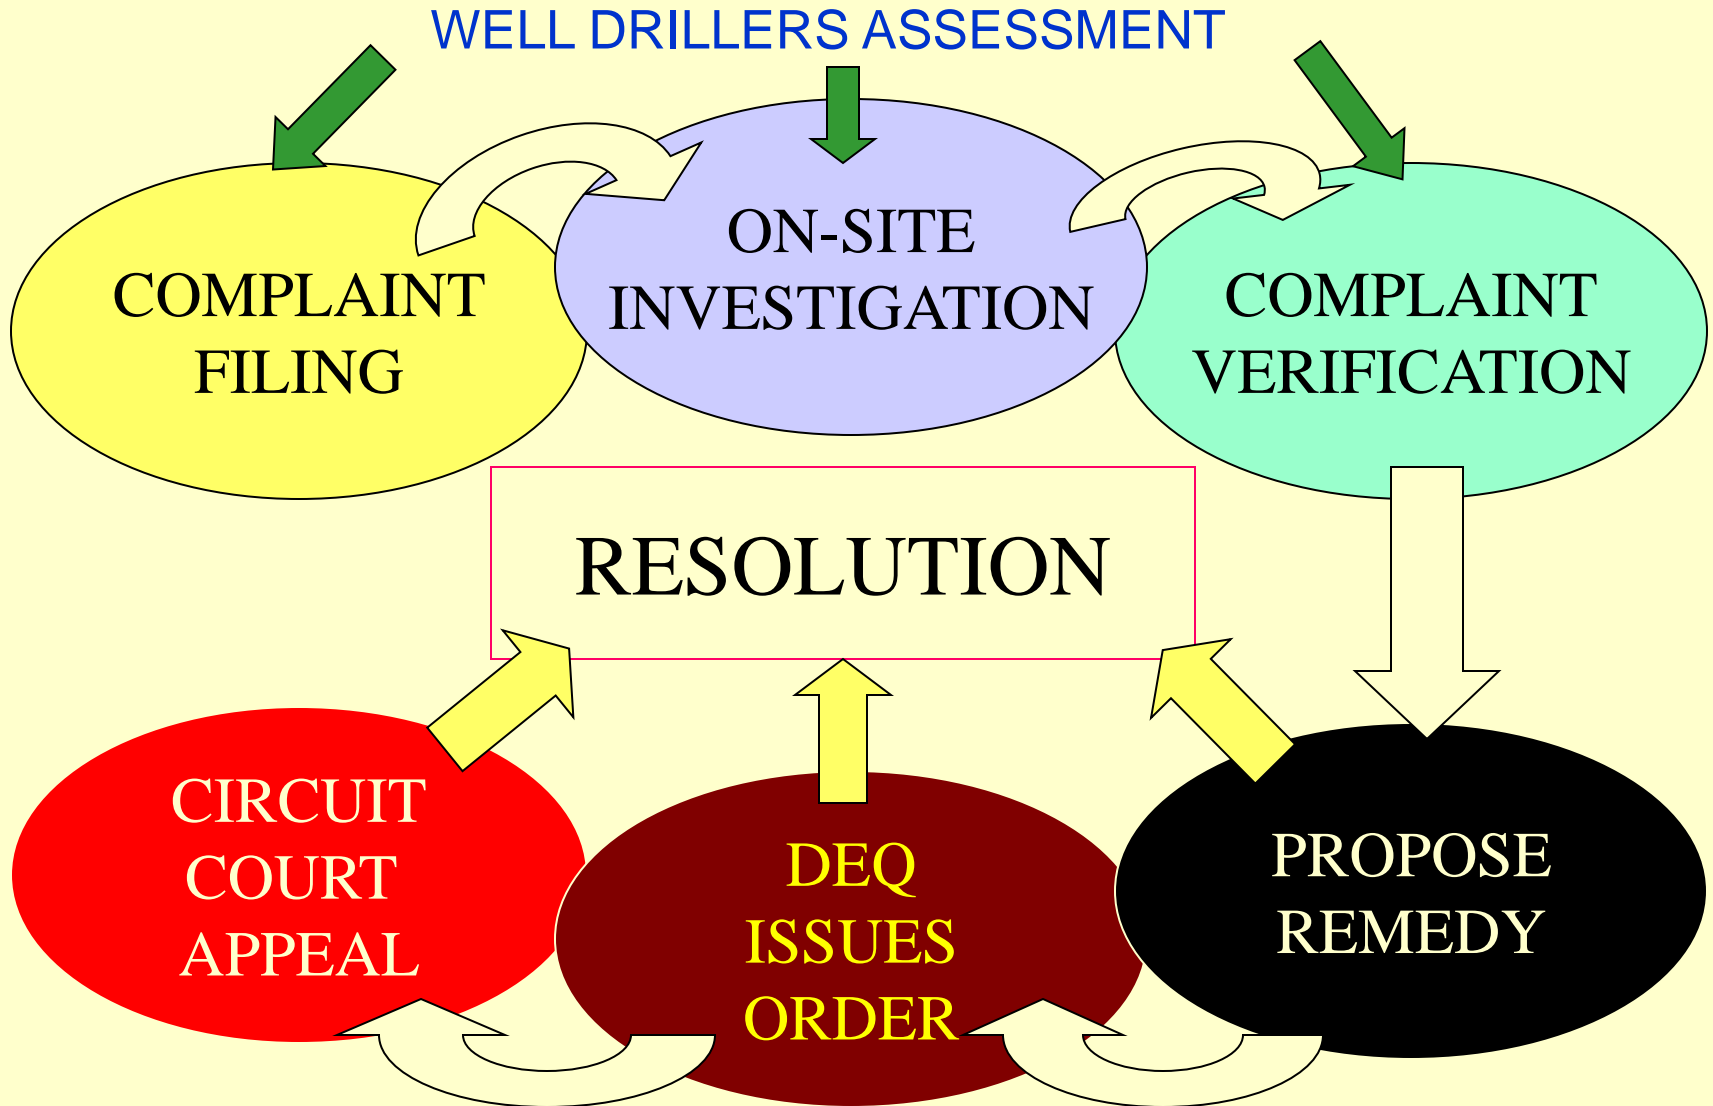 WELL DRILLERS ASSESSMENT
COMPLAINT
FILING
ON-SITE
INVESTIGATION
COMPLAINT
VERIFICATION
RESOLUTION
CIRCUIT
COURT
APPEAL
DEQ
ISSUES
ORDER
PROPOSE
REMEDY